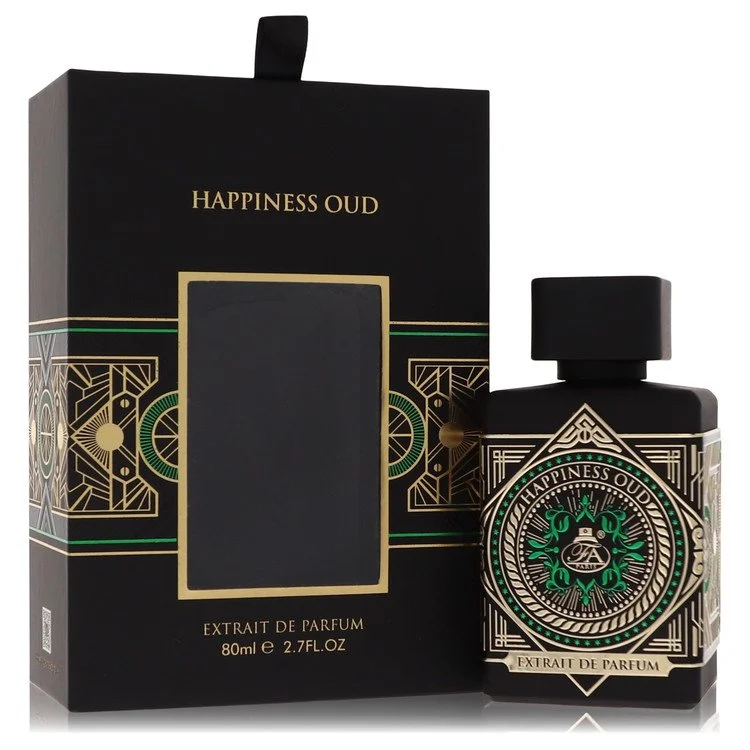 HAPPINESS OUD
EXTRAIT DE PARFUM
80ml e 2.7FL.OZ
HAPPINESS OUD
FA
PARIS
EXTRAIT DE PARFUM